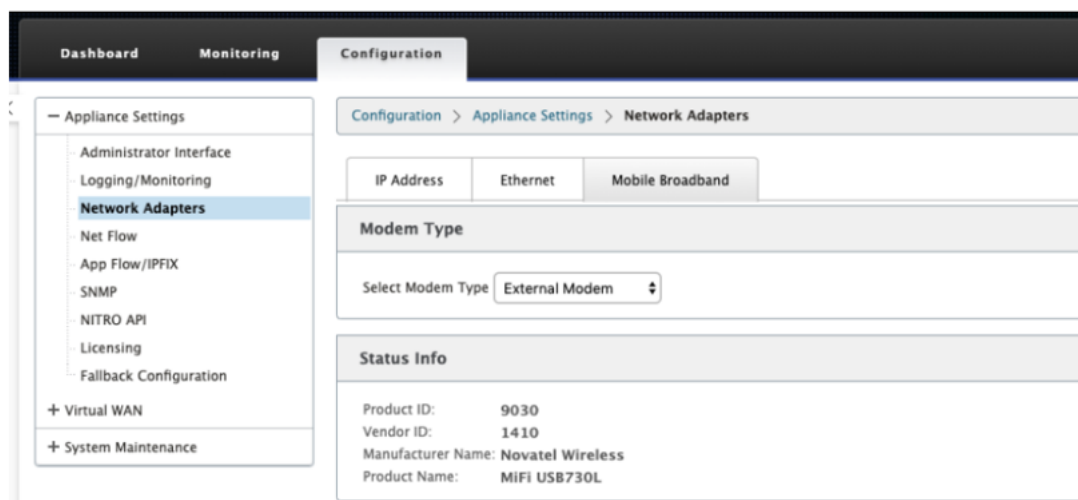 Dashboard Monitoring Configuration
— Appliance Settings
Administrator Interface
Logging/Monitoring
Network Adapters
Net Flow
App Flow/IPFIX
SNMP
NITRO API
Licensing
Fallback Configuration
+ Virtual WAN
+ System Maintenance
Configuration > Appliance Settings > Network Adapters
IP Address Ethernet Mobile Broadband
Modem Type
Select Modem Type External Modem
Status Info
Product ID: 9030
Vendor ID: 1410
Manufacturer Name: Novatel Wireless
Product Name: MiFi USB730L